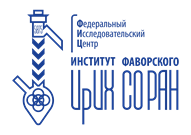 Федеральный
Исследовательский
Центр
ИНСТИТУТ ФАВОРСКОГО
ИрИХ СО РАН